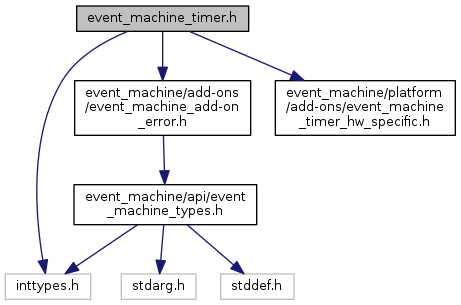 event_machine_timer.h
event_machine/add-ons
/event_machine_add-on
_error.h
event_machine/platform
/add-ons/event_machine
_timer_hw_specific.h
event_machine/api/event
_machine_types.h
inttypes.h
stdarg.h
stddef.h